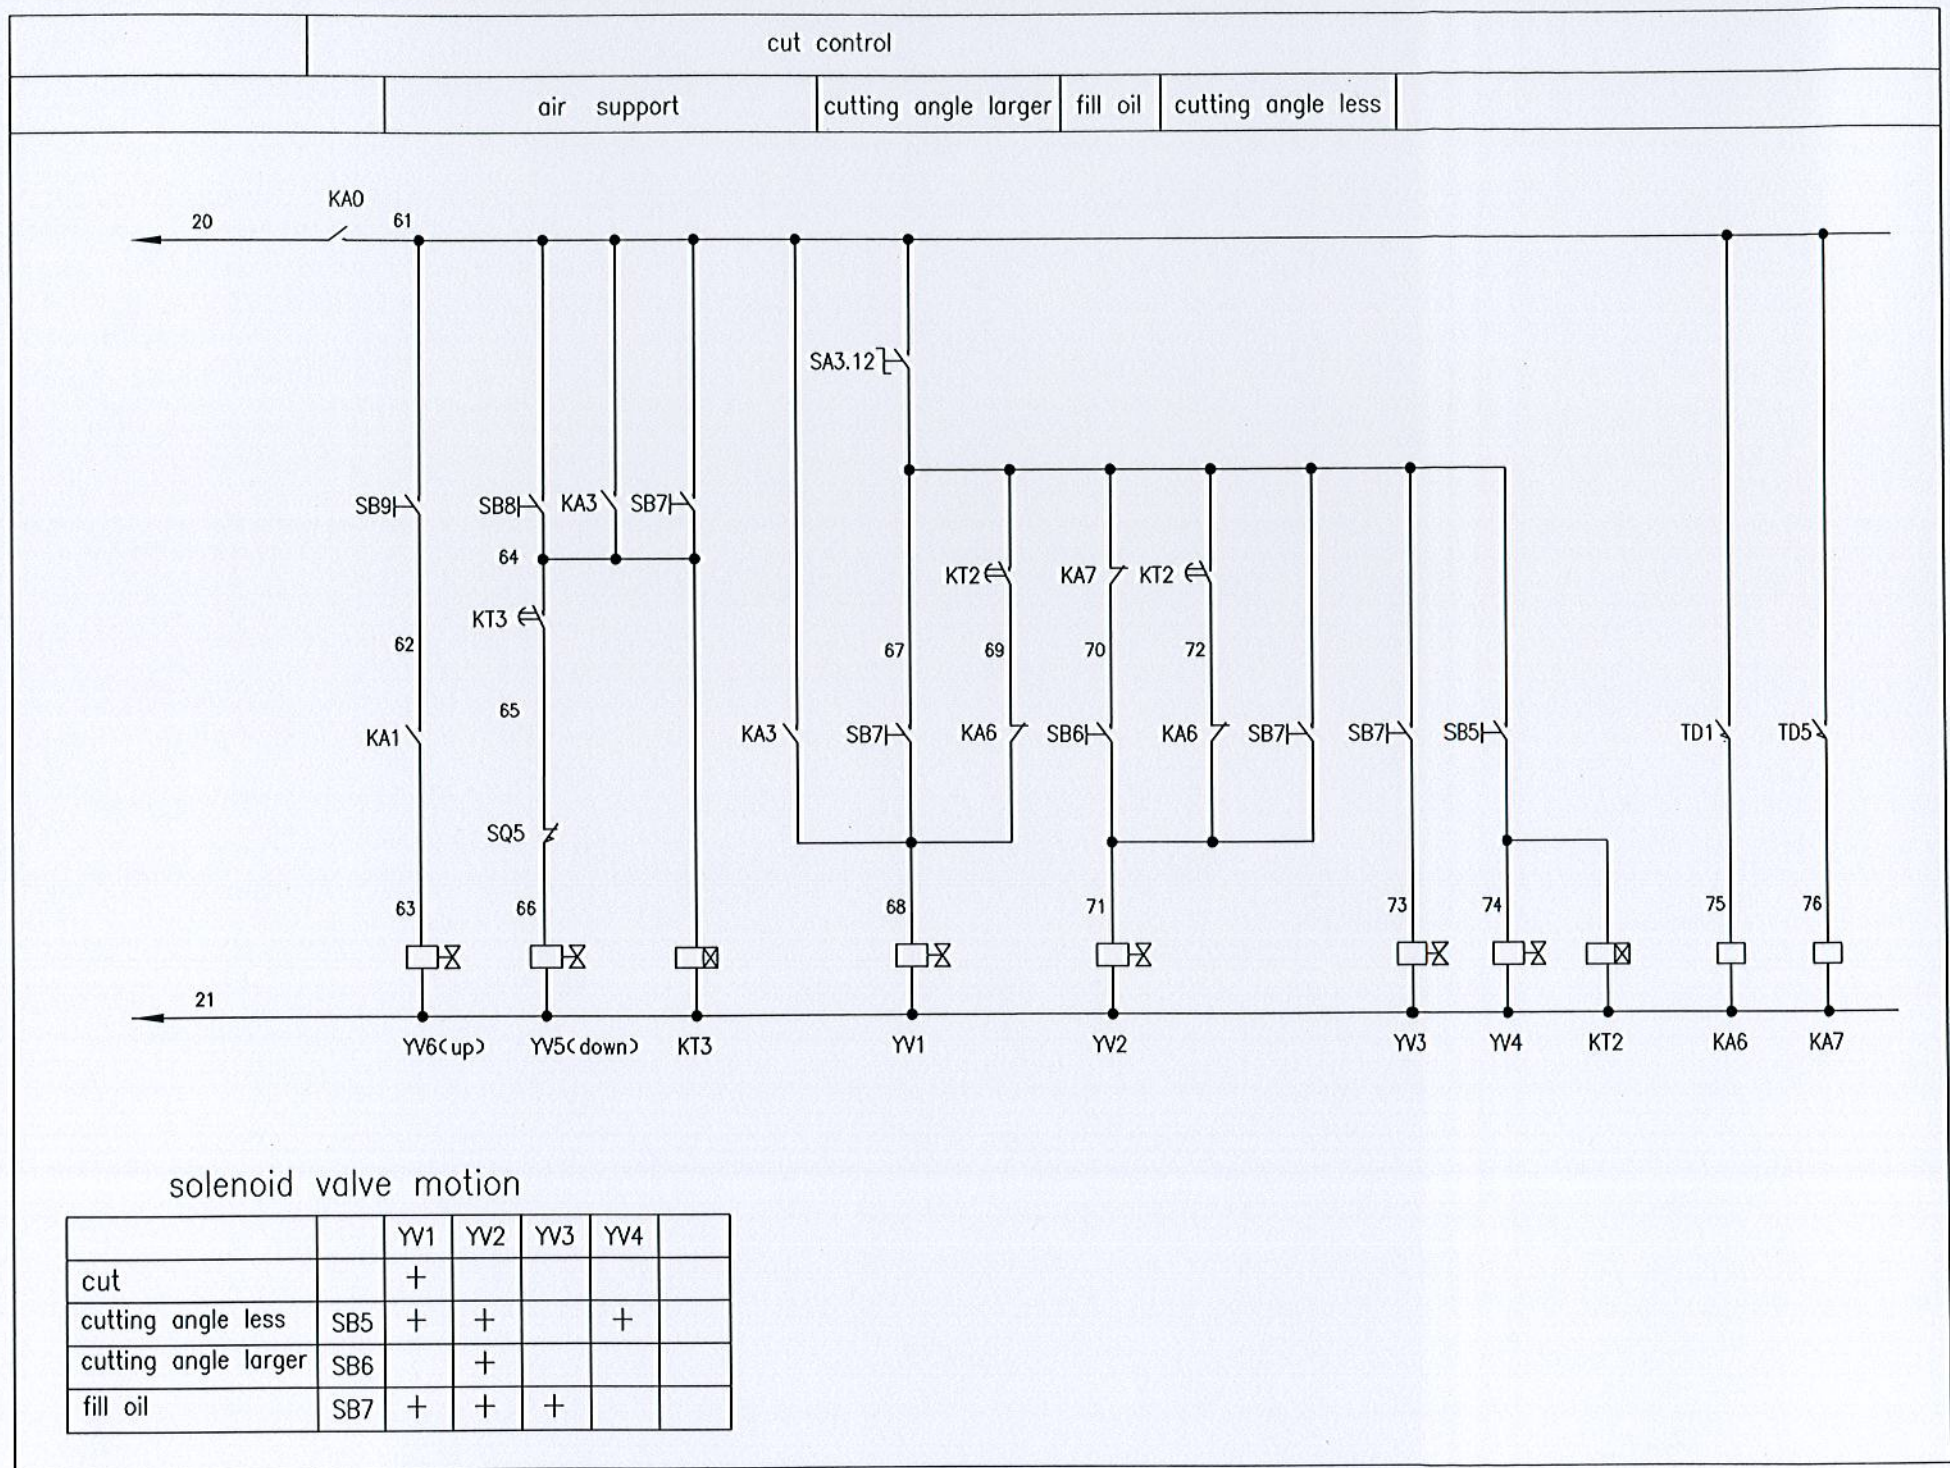 cut control
air support cutting angle larger fill oil cutting angle less
KA0
20 61
SA3.12
SB9 SB8 KA3 SB7
64
KT2 KA7 KT2
KT3
62 67 69 70 72
65
KA1 KA3 SB7 KA6 SB6 KA6 SB7 SB7 SB5 TD1 TD5
SQ5
63 66 68 71 73 74 75 76
21
YV6(up) YV5(down) KT3 YV1 YV2 YV3 YV4 KT2 KA6 KA7
solenoid valve motion
YV1 YV2 YV3 YV4
cut +
cutting angle less SB5 + + +
cutting angle larger SB6 +
fill oil SB7 + + +